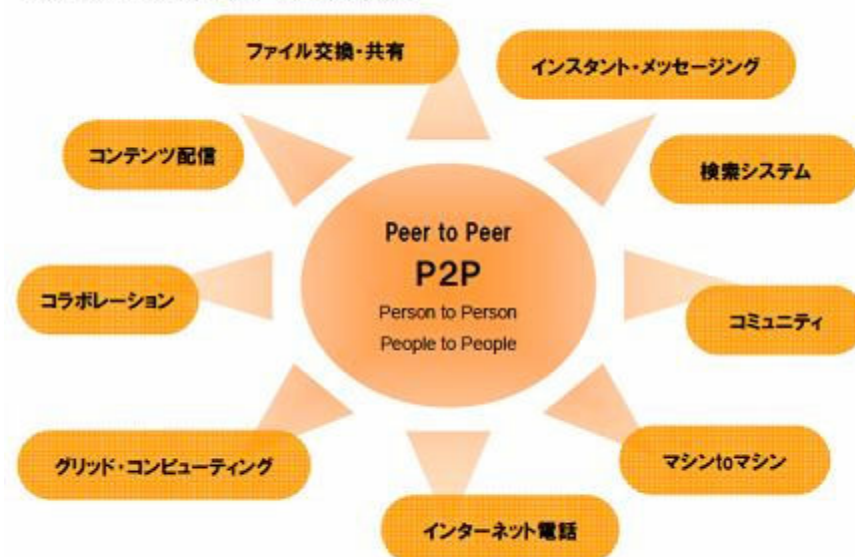 ファイル交換・共有
インスタント・メッセージング
コンテンツ配信
検索システム
Peer to Peer
P2P
Person to Person
People to People
コラボレーション
コミュニティ
グリッド・コンピューティング
マシンtoマシン
インターネット電話